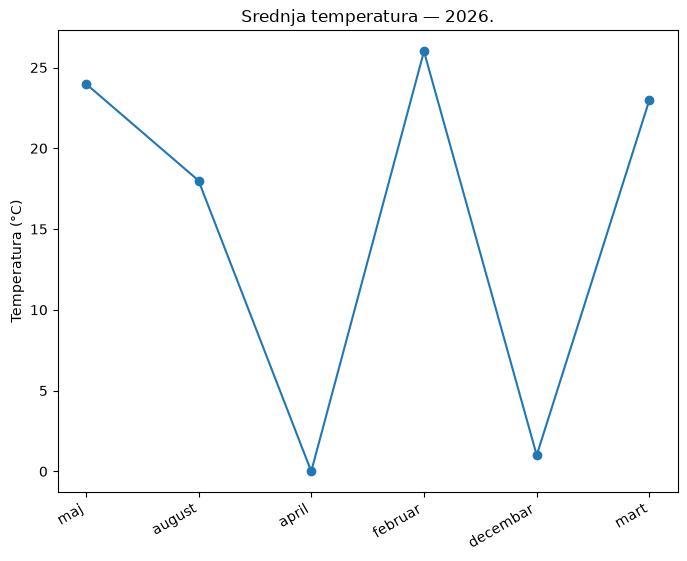 Srednja temperatura — 2026.
Temperatura (°C)
25
20
15
10
5
0
maj
august
april
februar
decembar
mart